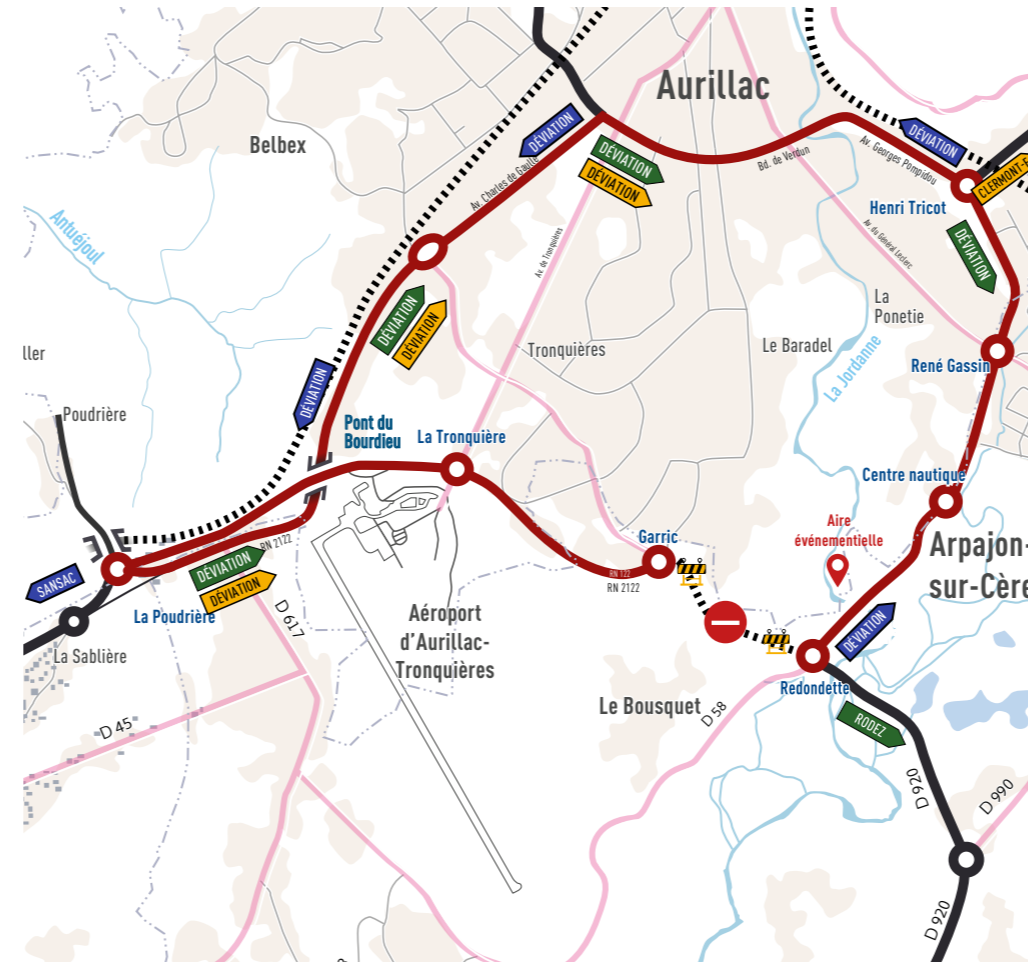 Aurillac
Belbex
DÉVIATION
DÉVIATION
DÉVIATION
DÉVIATION
Av. Georges Pompidou
Bd. de Verdun
CLERMONT-F
Av. Charles de Gaulle
Henri Tricot
Antuéjoul
Av. du Général Leclerc
DÉVIATION
Av. de Tronquières
La
Ponetie
DÉVIATION
DÉVIATION
ller
Tronquières
Le Baradel
La Jordanne
René Gassin
DÉVIATION
Poudrière
Pont du
Bourdieu
La Tronquière
Centre nautique
Aire
événementielle
Garric
RN 2122
RN 122
RN 2122
Arpajon-
sur-Cère
SANSAC
DÉVIATION
DÉVIATION
La Poudrière
D 617
Aéroport
d'Aurillac-
Tronquières
DÉVIATION
La Sablière
Redondette
Le Bousquet
D 58
D 45
RODEZ
D 920
D 990
D 920